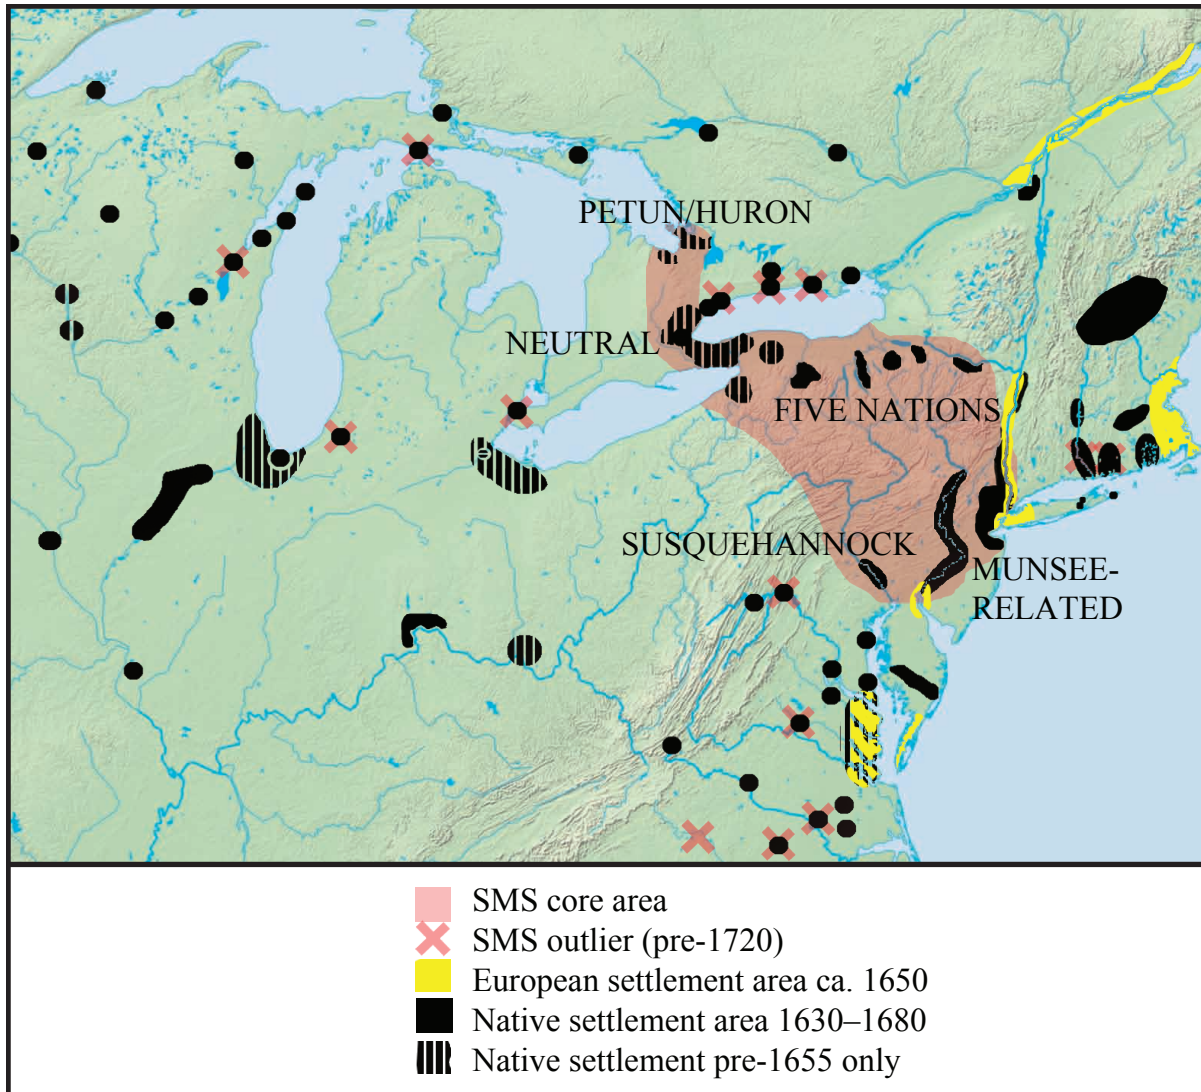 PETUN/HURON
NEUTRAL
FIVE NATIONS
SUSQUEHANNOCK
MUNSEE-
RELATED
SMS core area
SMS outlier (pre-1720)
European settlement area ca. 1650
Native settlement area 1630–1680
Native settlement pre-1655 only